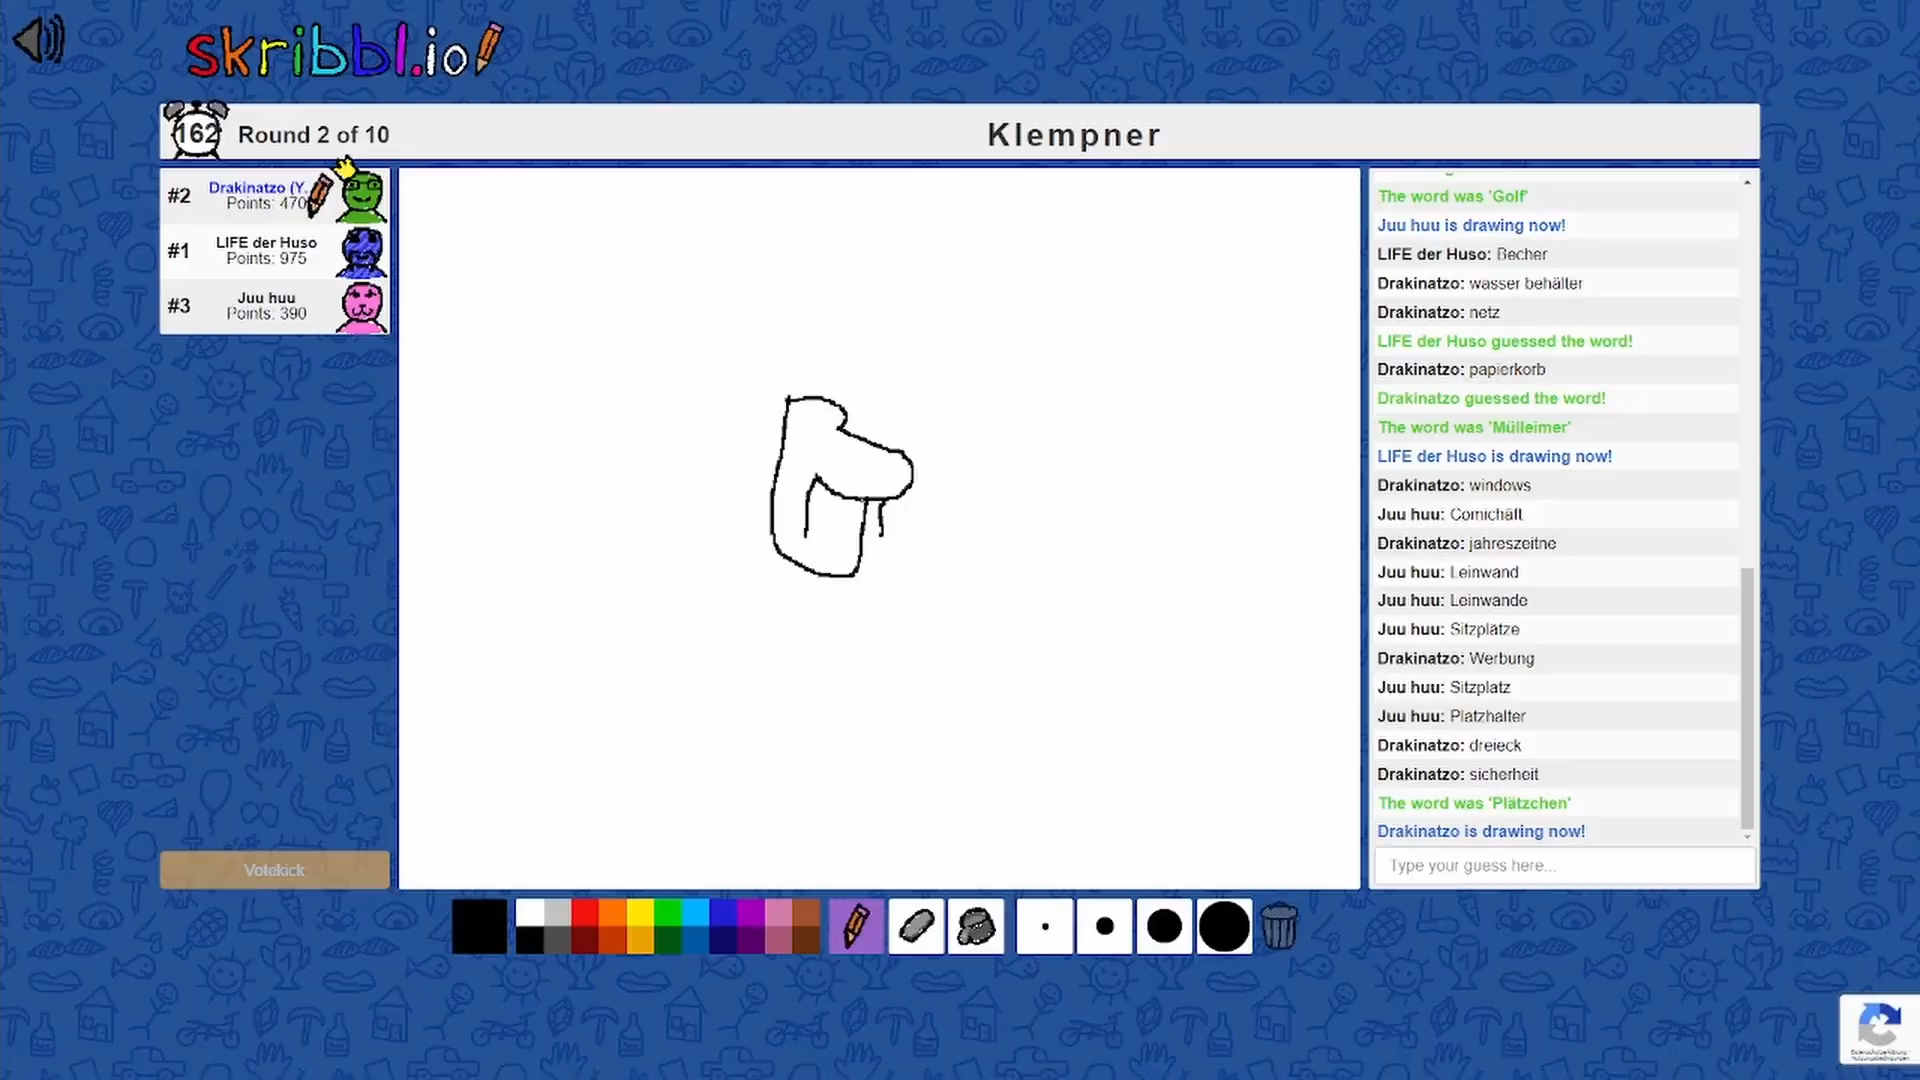 skribbl.io
162
Round 2 of 10
Klempner
#2
Drakinatzo (Y.
Points: 470
#1
LIFE der Huso
Points: 975
#3
Juu huu
Points: 390
Votekick
The word was 'Golf'
Juu huu is drawing now!
LIFE der Huso: Becher
Drakinatzo: wasser behälter
Drakinatzo: netz
LIFE der Huso guessed the word!
Drakinatzo: papierkorb
Drakinatzo guessed the word!
The word was 'Mülleimer'
LIFE der Huso is drawing now!
Drakinatzo: windows
Juu huu: Comichäft
Drakinatzo: jahreszeitne
Juu huu: Leinwand
Juu huu: Leinwande
Juu huu: Sitzplätze
Drakinatzo: Werbung
Juu huu: Sitzplatz
Juu huu: Platzhalter
Drakinatzo: dreieck
Drakinatzo: sicherheit
The word was 'Plätzchen'
Drakinatzo is drawing now!
Type your guess here...